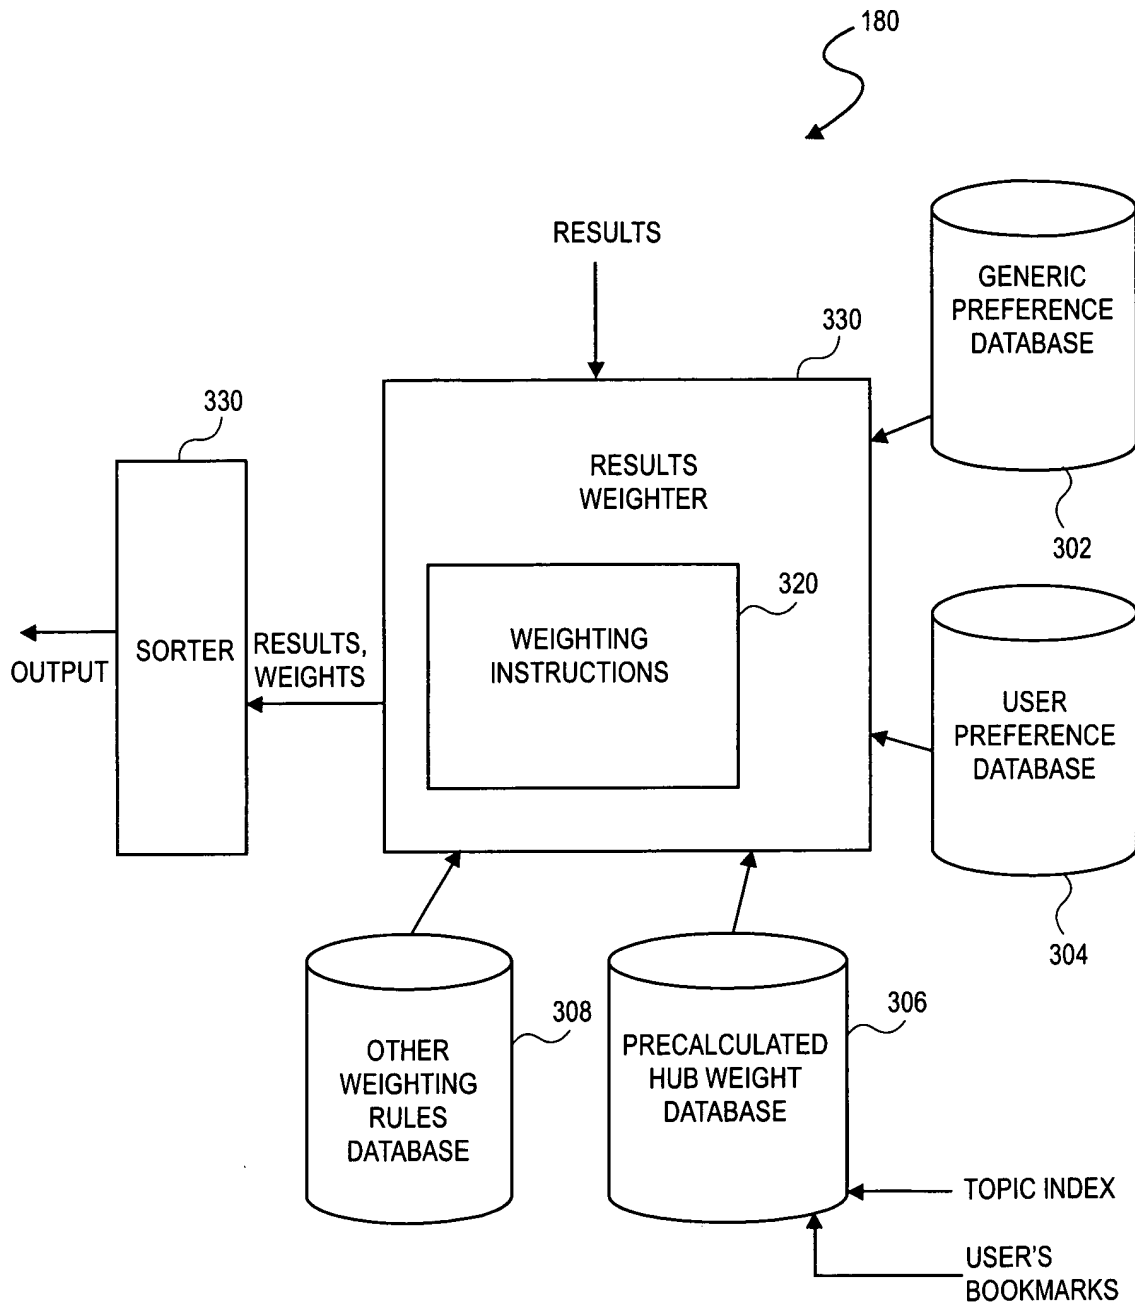 180
RESULTS
GENERIC
PREFERENCE
DATABASE
330
330
RESULTS
WEIGHTER
302
320
WEIGHTING
INSTRUCTIONS
SORTER
RESULTS,
WEIGHTS
OUTPUT
USER
PREFERENCE
DATABASE
304
308
306
OTHER
WEIGHTING
RULES
DATABASE
PRECALCULATED
HUB WEIGHT
DATABASE
TOPIC INDEX
USER'S
BOOKMARKS